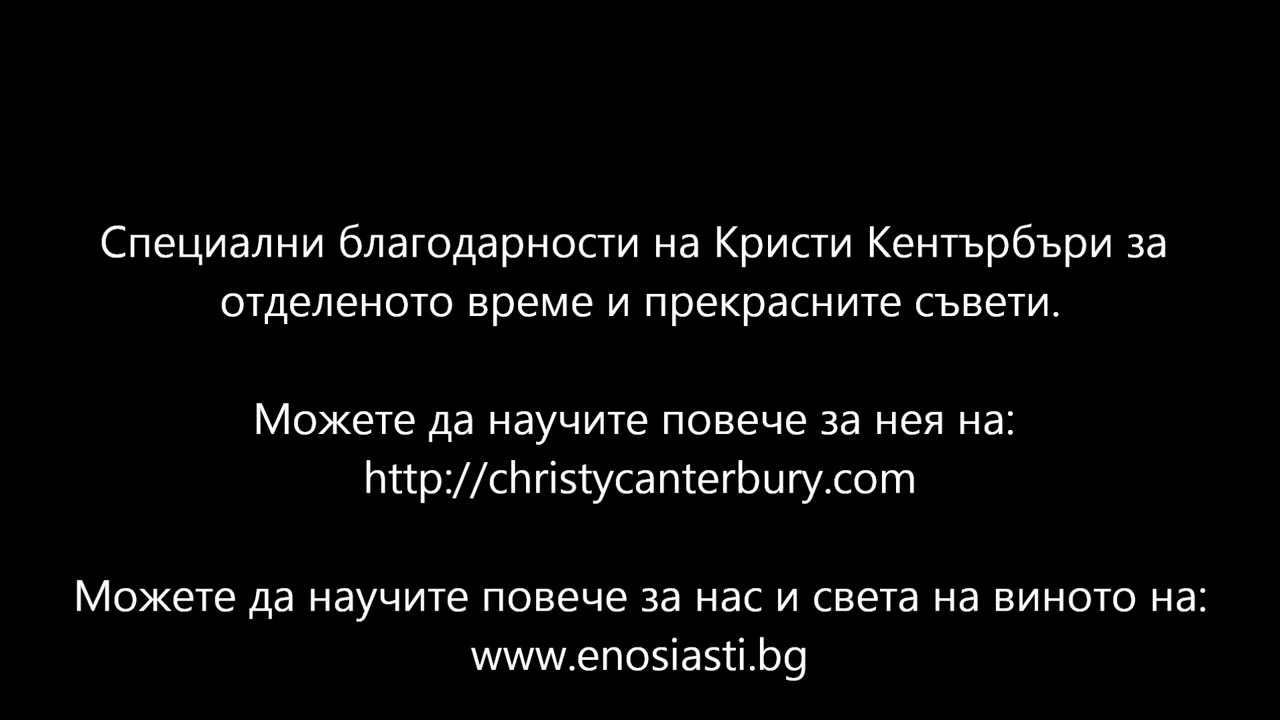 Специални благодарности на Кристи Кентърбъри за
отделеното време и прекрасните съвети.
Можете да научите повече за нея на:
http://christycanterbury.com
Можете да научите повече за нас и света на виното на:
www.enosiasti.bg